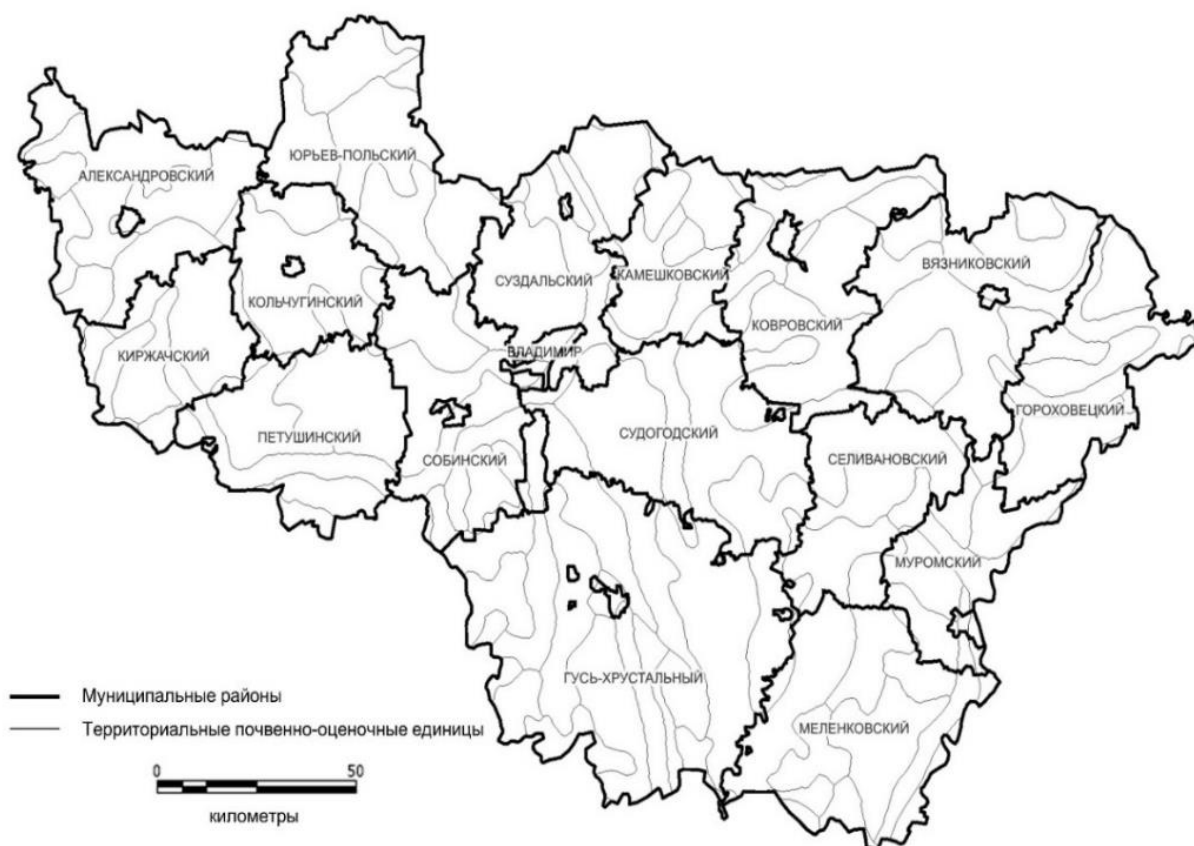 ЮРЬЕВ-ПОЛЬСКИЙ
АЛЕКСАНДРОВСКИЙ
ВЯЗНИКОВСКИЙ
КАМЕШКОВСКИЙ
СУЗДАЛЬСКИЙ
КОЛЬЧУГИНСКИЙ
КОВРОВСКИЙ
ВЛАДИМИР
КИРЖАЧСКИЙ
ГОРОХОВЕЦКИЙ
СУДОГОДСКИЙ
ПЕТУШИНСКИЙ
СЕЛИВАНОВСКИЙ
СОБИНСКИЙ
МУРОМСКИЙ
ГУСЬ-ХРУСТАЛЬНЫЙ
МЕЛЕНКОВСКИЙ
Муниципальные районы
Территориальные почвенно-оценочные единицы
0 50
километры